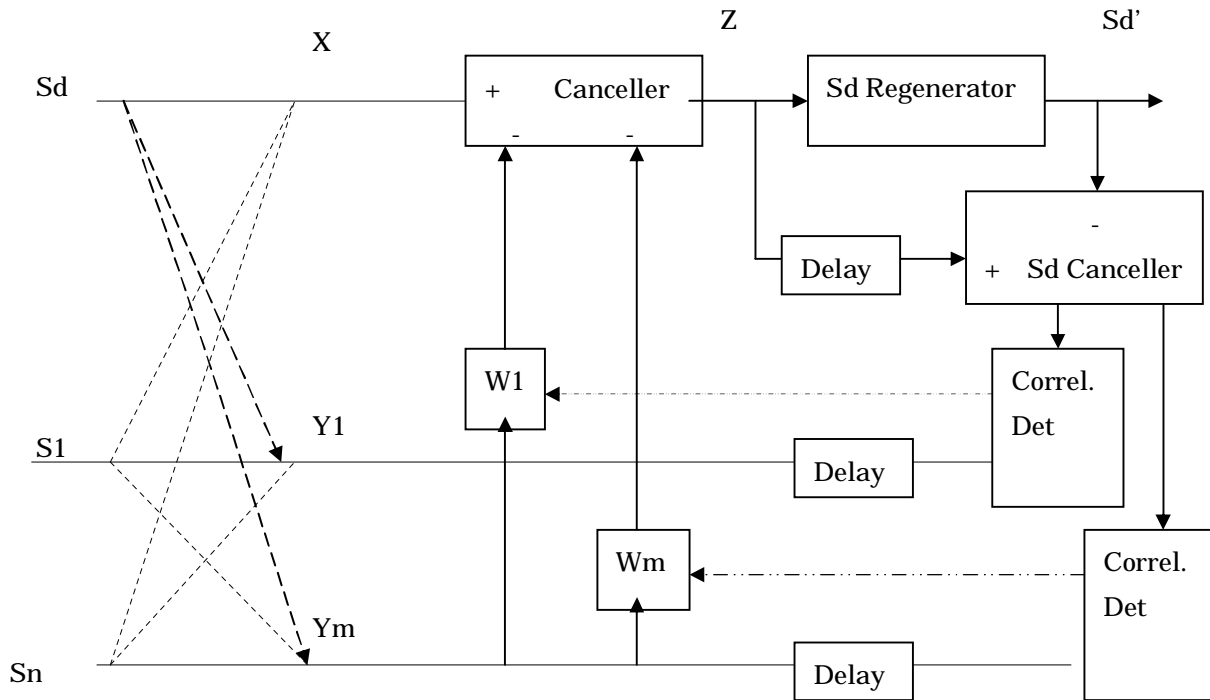 X
Z
Sd’
Sd
+ Canceller
- -
Sd Regenerator
-
+ Sd Canceller
Delay
W1
Correl.
Det
Y1
S1
Delay
Wm
Correl.
Det
Ym
Sn
Delay